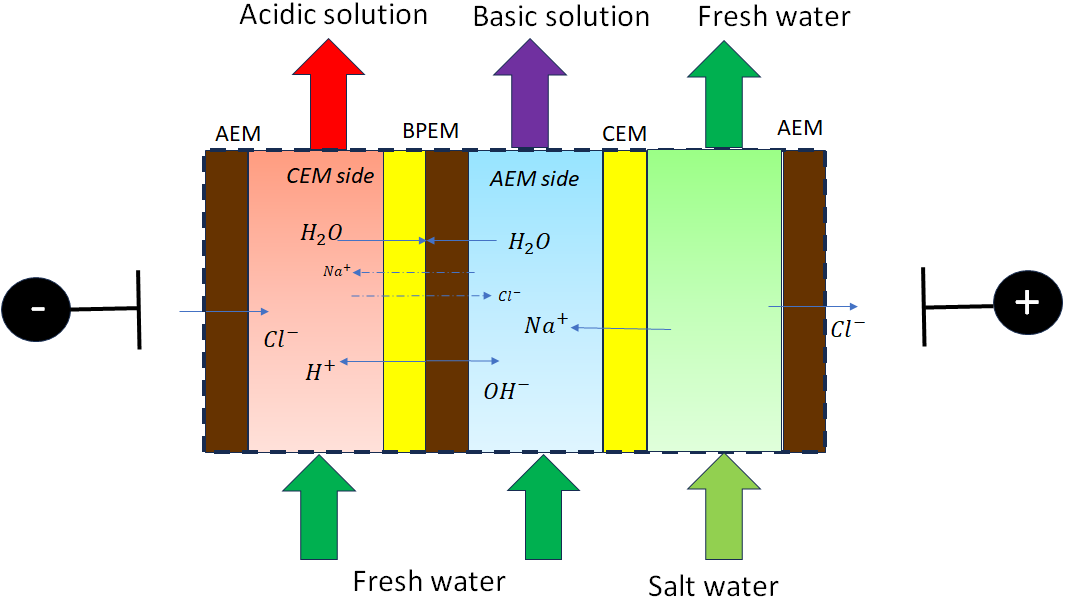 Acidic solution
Basic solution
Fresh water
AEM
BPEM
CEM
AEM
CEM side
AEM side
H₂O
H₂O
Na⁺
Cl⁻
-
+
Na⁺
Cl⁻
Cl⁻
H⁺
OH⁻
Fresh water
Salt water